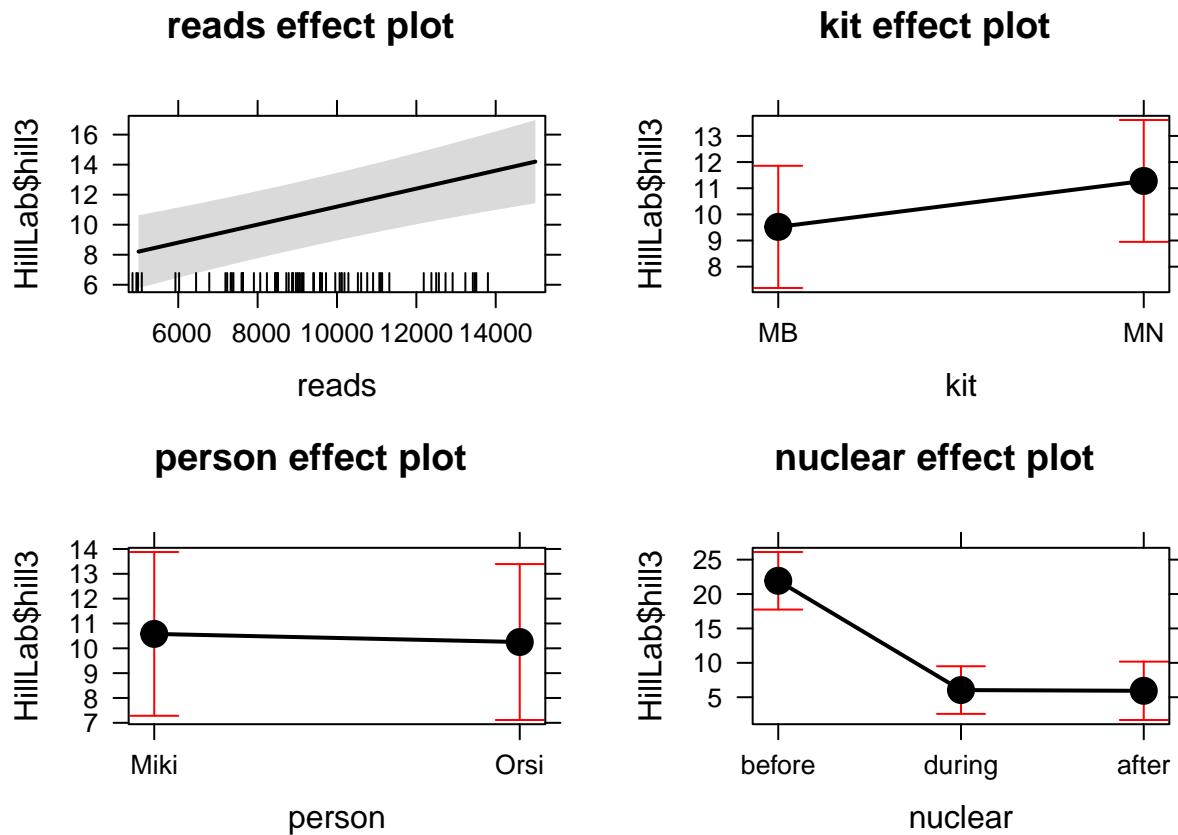 reads effect plot
HillLab$hill3
16
14
12
10
8
6
6000 8000 10000 12000 14000
reads
kit effect plot
HillLab$hill3
13
12
11
10
9
8
MB MN
kit
person effect plot
HillLab$hill3
14
13
12
11
10
9
8
7
Miki Orsi
person
nuclear effect plot
HillLab$hill3
25
20
15
10
5
before during after
nuclear